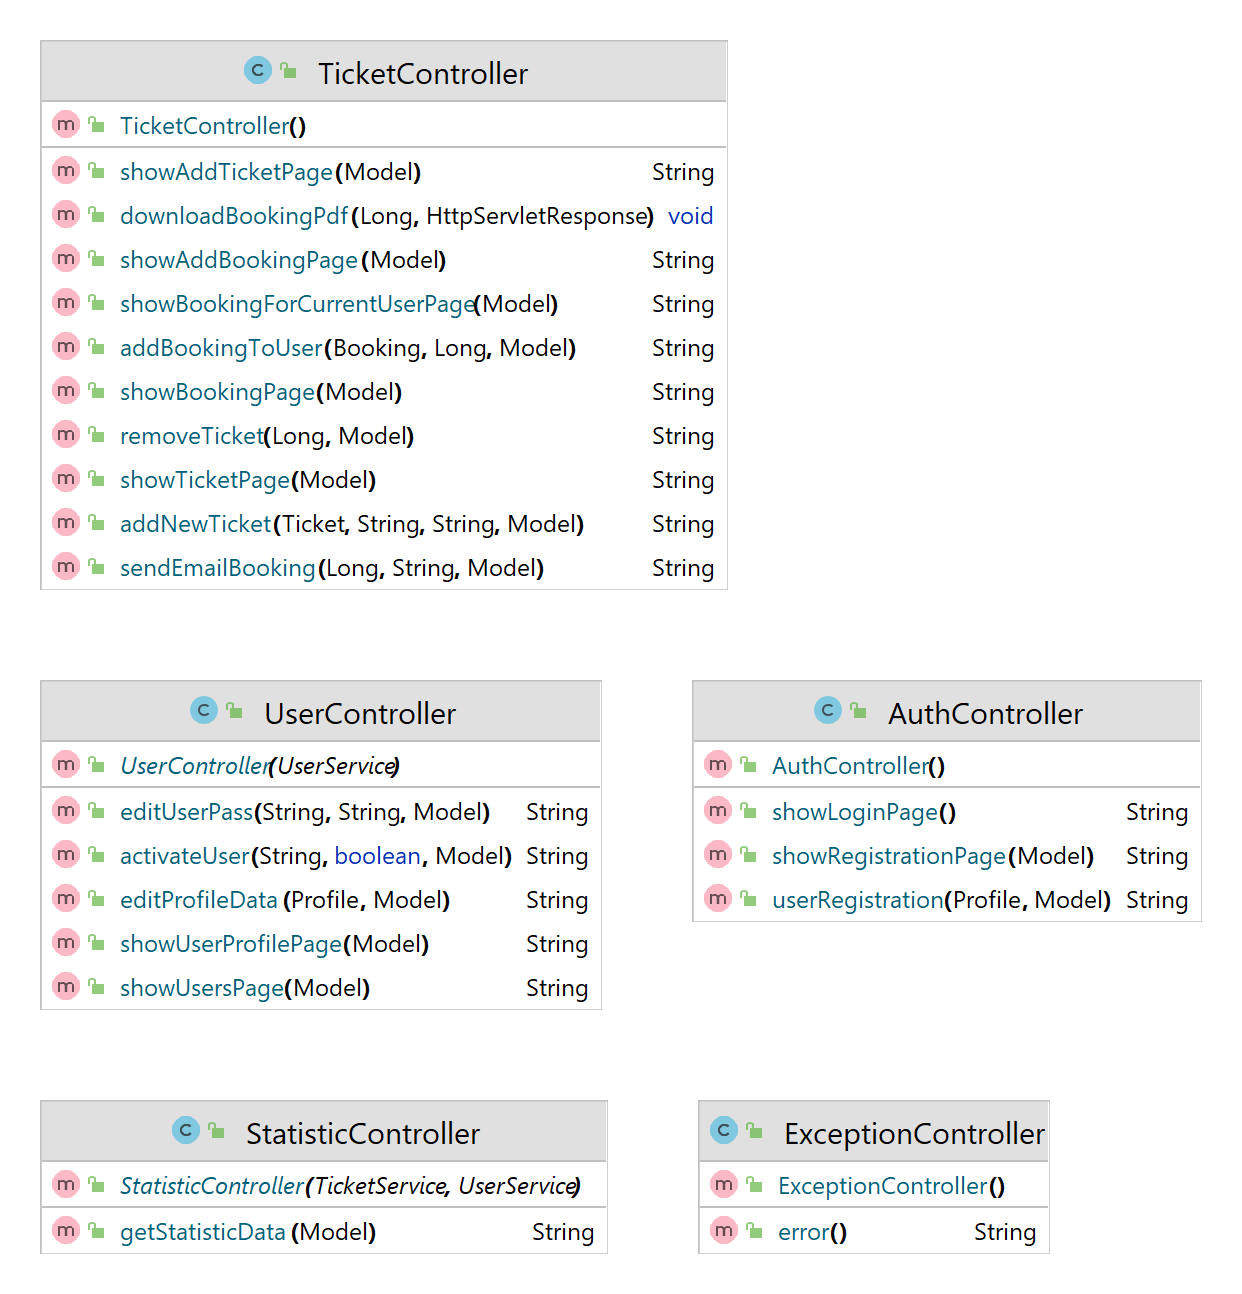 C TicketController
m TicketController()
m showAddTicketPage(Model) String
m downloadBookingPdf(Long, HttpServletResponse) void
m showAddBookingPage(Model) String
m showBookingForCurrentUserPage(Model) String
m addBookingToUser(Booking, Long, Model) String
m showBookingPage(Model) String
m removeTicket(Long, Model) String
m showTicketPage(Model) String
m addNewTicket(Ticket, String, String, Model) String
m sendEmailBooking(Long, String, Model) String
C UserController
m UserController(UserService)
m editUserPass(String, String, Model) String
m activateUser(String, boolean, Model) String
m editProfileData(Profile, Model) String
m showUserProfilePage(Model) String
m showUsersPage(Model) String
C AuthController
m AuthController()
m showLoginPage() String
m showRegistrationPage(Model) String
m userRegistration(Profile, Model) String
C StatisticController
m StatisticController(TicketService, UserService)
m getStatisticData(Model) String
C ExceptionController
m ExceptionController()
m error() String